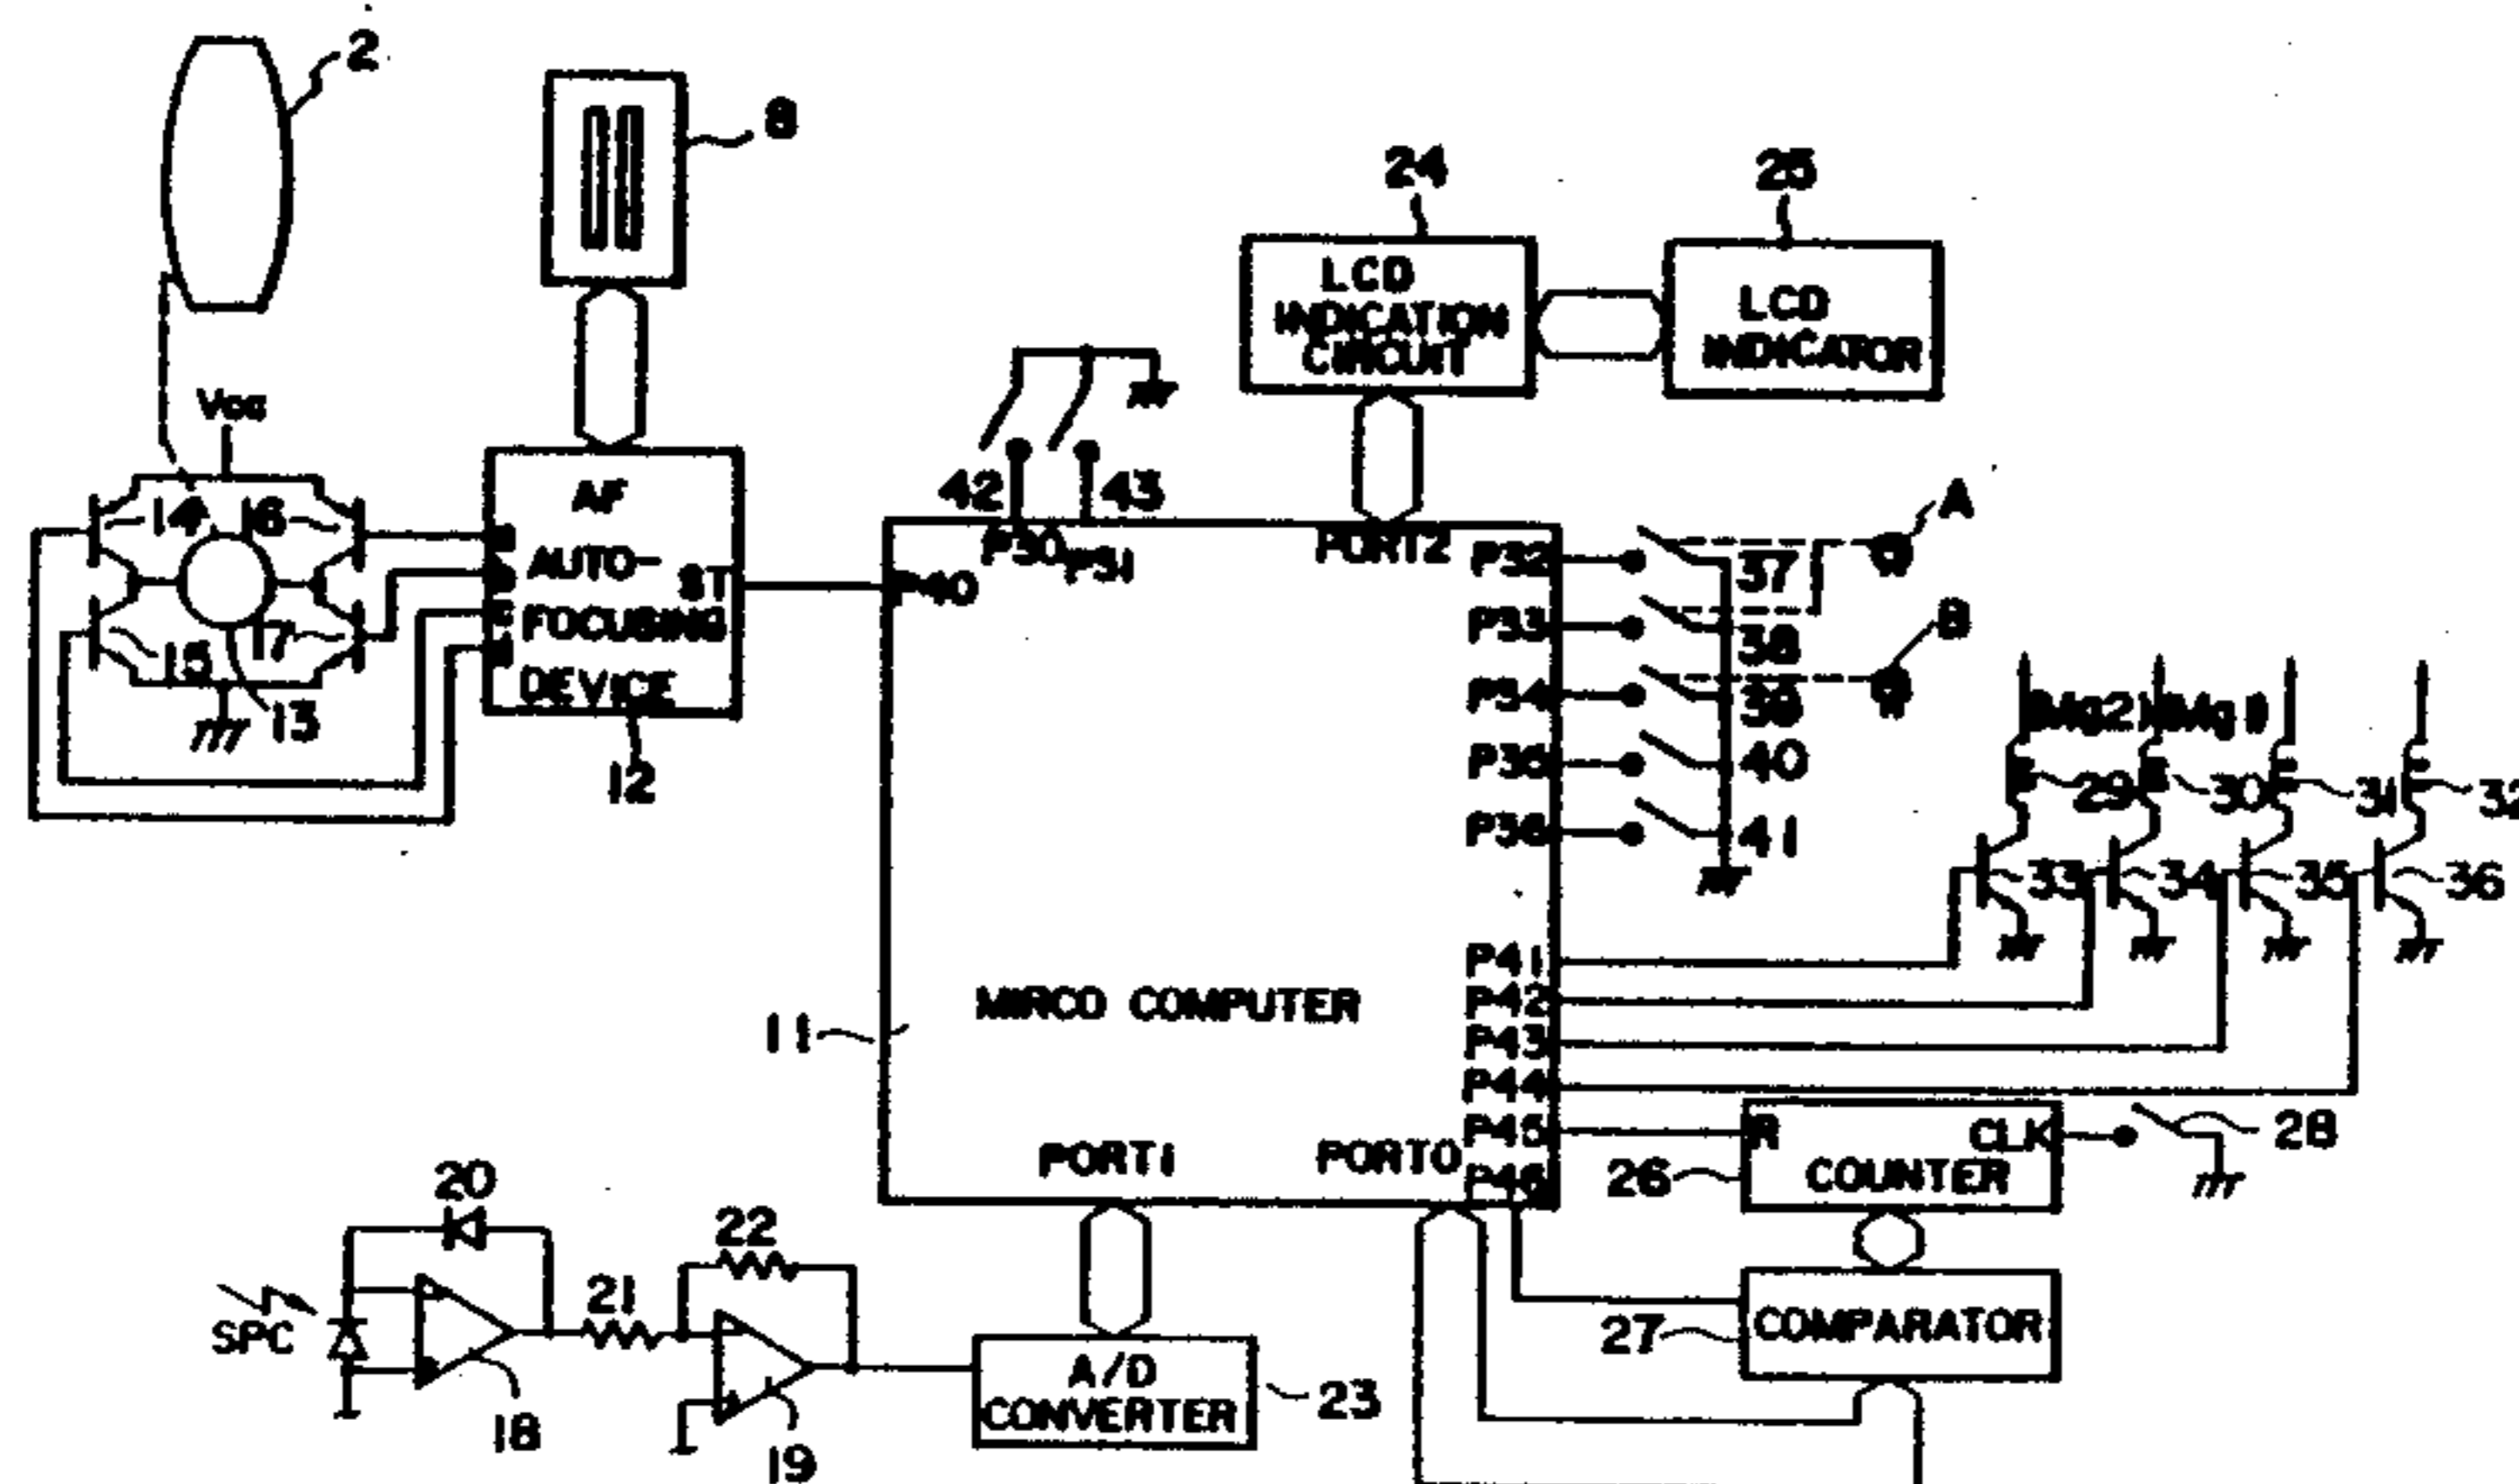 2
6
24
25
LCD
INDICATION
CIRCUIT
LCD
INDICATOR
Vcc
42
43
A
14
16
AF
AUTO-
ST
FOCUSING
DEVICE
P40
P30
P31
PORT2
P32
37
P33
38
B
P34
39
15
17
13
12
40
P36
41
(Mg2)
(Mg1)
29
30
31
32
33
34
35
36
11
MIRCO COMPUTER
P41
P42
P43
P44
P45
P46
PORT1
PORT0
R
CLK
28
26
COUNTER
20
22
21
SPC
27
COMPARATOR
18
19
A/D
CONVERTER
23